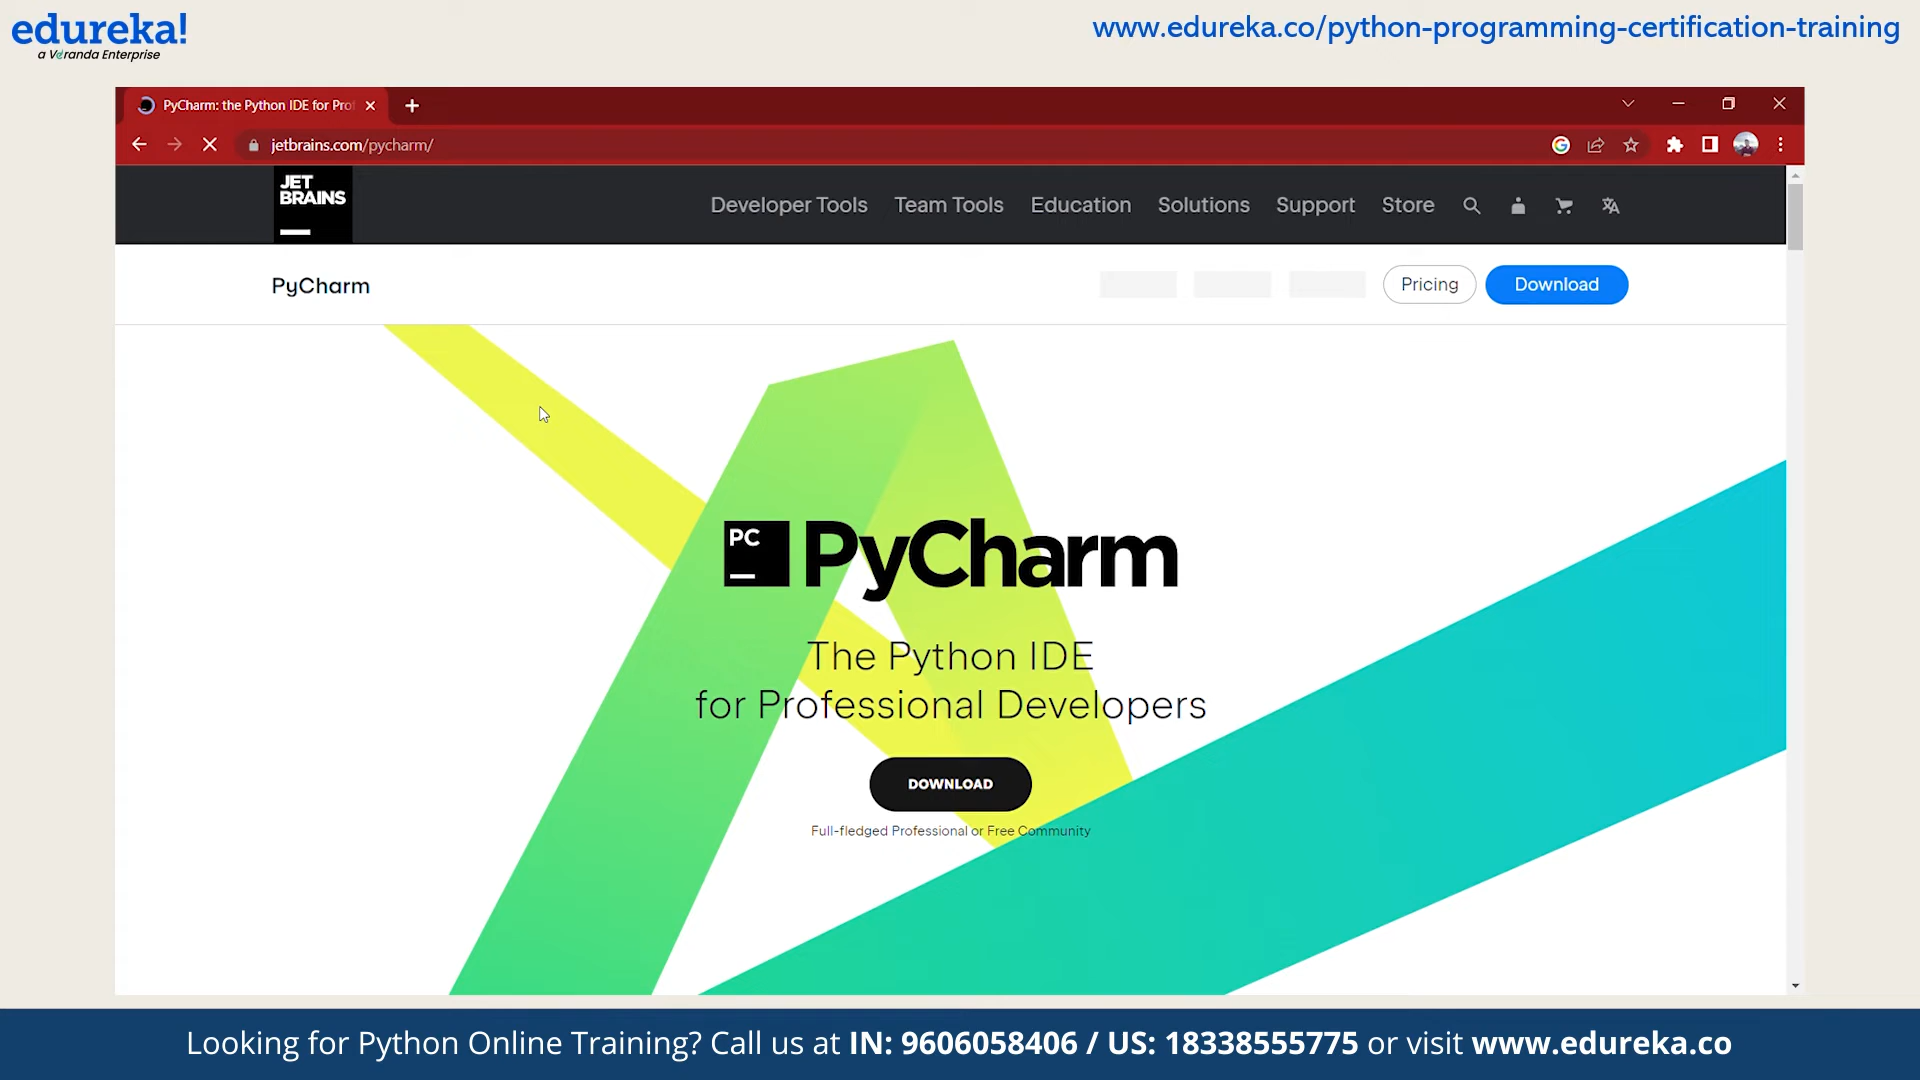 edureka!
a Veranda Enterprise
www.edureka.co/python-programming-certification-training
PyCharm: the Python IDE for Prof
jetbrains.com/pycharm/
JET
BRAINS
Developer Tools Team Tools Education Solutions Support Store
PyCharm
Pricing
Download
PC
PyCharm
The Python IDE
for Professional Developers
DOWNLOAD
Full-fledged Professional or Free Community
Looking for Python Online Training? Call us at IN: 9606058406 / US: 18338555775 or visit www.edureka.co